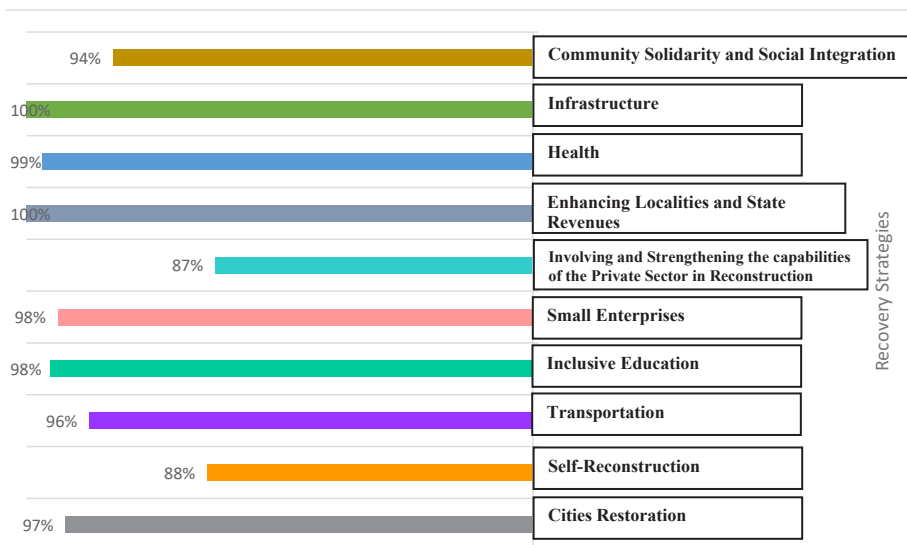 94%
Community Solidarity and Social Integration
100%
Infrastructure
99%
Health
100%
Enhancing Localities and State
Revenues
87%
Involving and Strengthening the capabilities
of the Private Sector in Reconstruction
98%
Small Enterprises
98%
Inclusive Education
96%
Transportation
88%
Self-Reconstruction
97%
Cities Restoration
Recovery Strategies